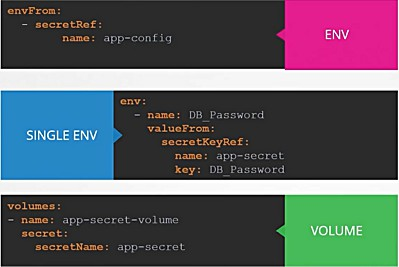 envFrom:
  - secretRef:
        name: app-config
ENV
SINGLE ENV
env:
  - name: DB_Password
    valueFrom:
      secretKeyRef:
        name: app-secret
        key: DB_Password
volumes:
- name: app-secret-volume
  secret:
    secretName: app-secret
VOLUME